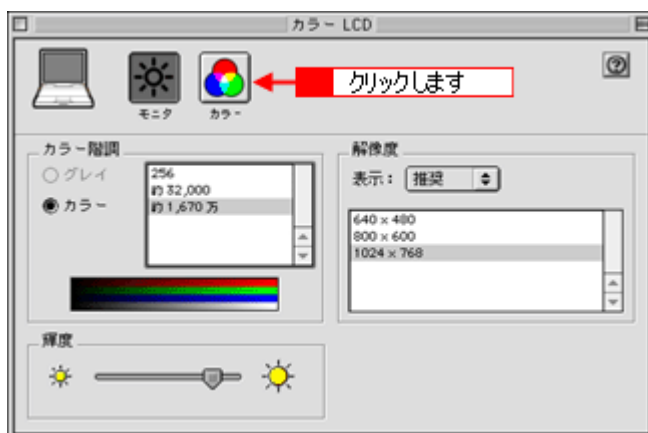 カラー LCD
モニタ
カラー
クリックします
カラー階調
グレイ
カラー
256
約 32,000
約 1,670 万
解像度
表示： 推奨
640 × 480
800 × 600
1024 × 768
輝度